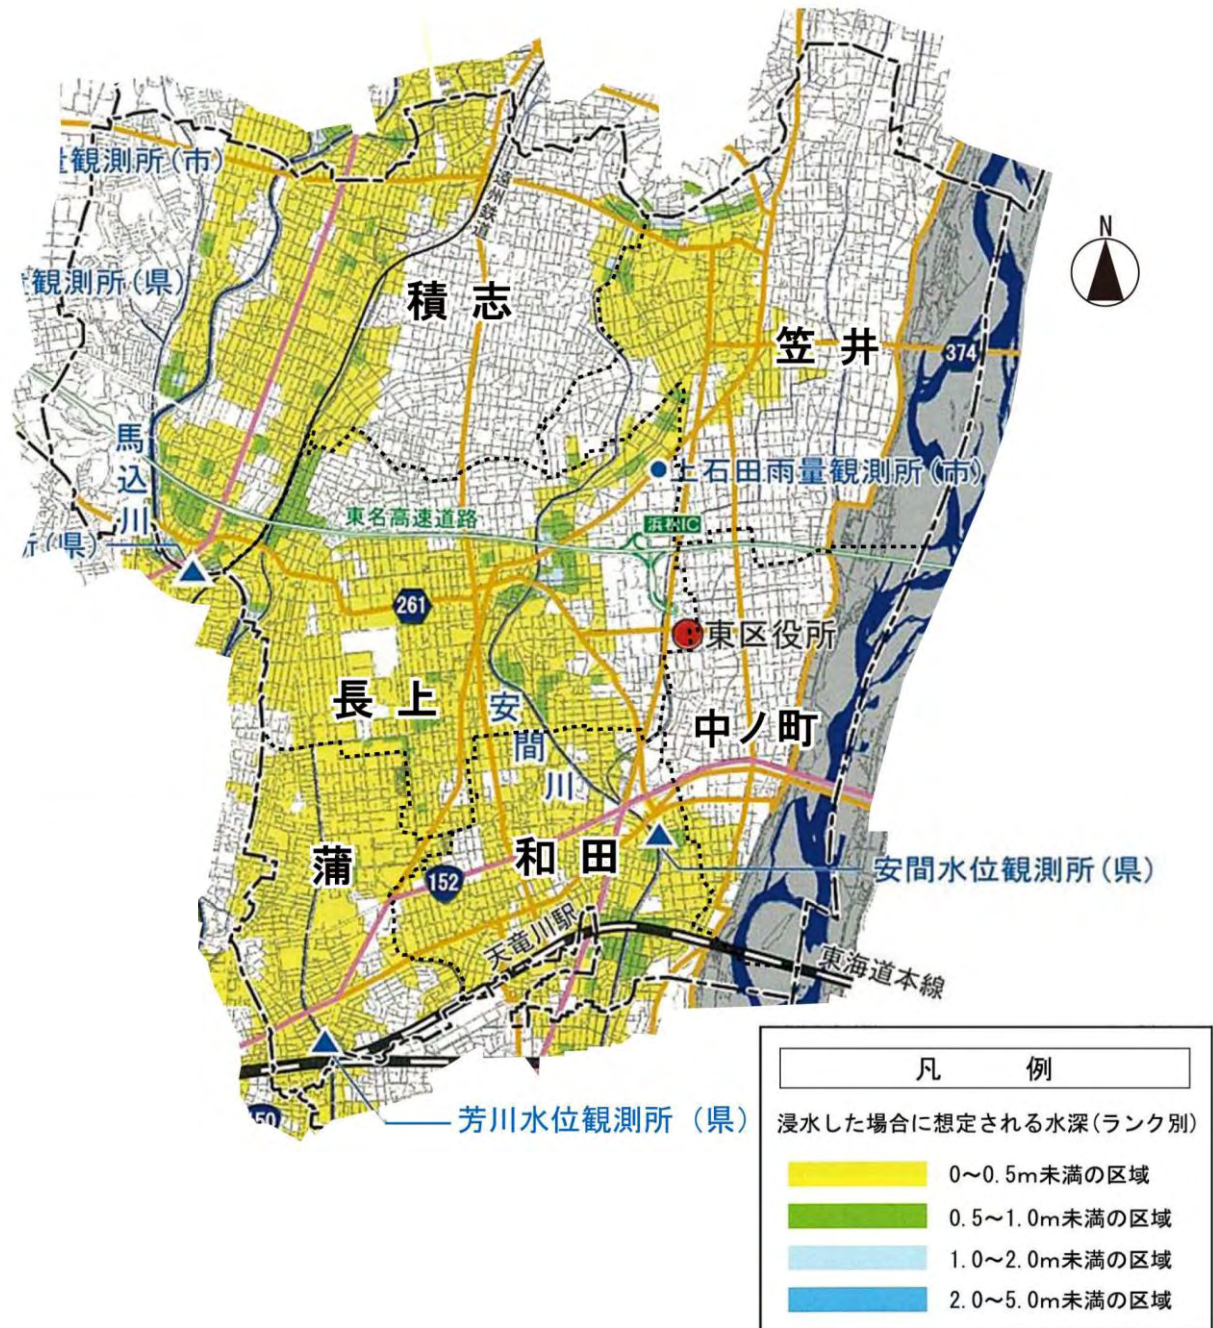 量観測所(市)
遠州鉄道
N
観測所(県)
積志
笠井
374
馬込川
上石田雨量観測所(市)
東名高速道路
浜松IC
所(県)
261
東区役所
長上
安間川
中ノ町
蒲
和田
152
安間水位観測所(県)
天竜川駅
東海道本線
芳川水位観測所(県)
凡例
浸水した場合に想定される水深(ランク別)
0~0.5m未満の区域
0.5~1.0m未満の区域
1.0~2.0m未満の区域
2.0~5.0m未満の区域